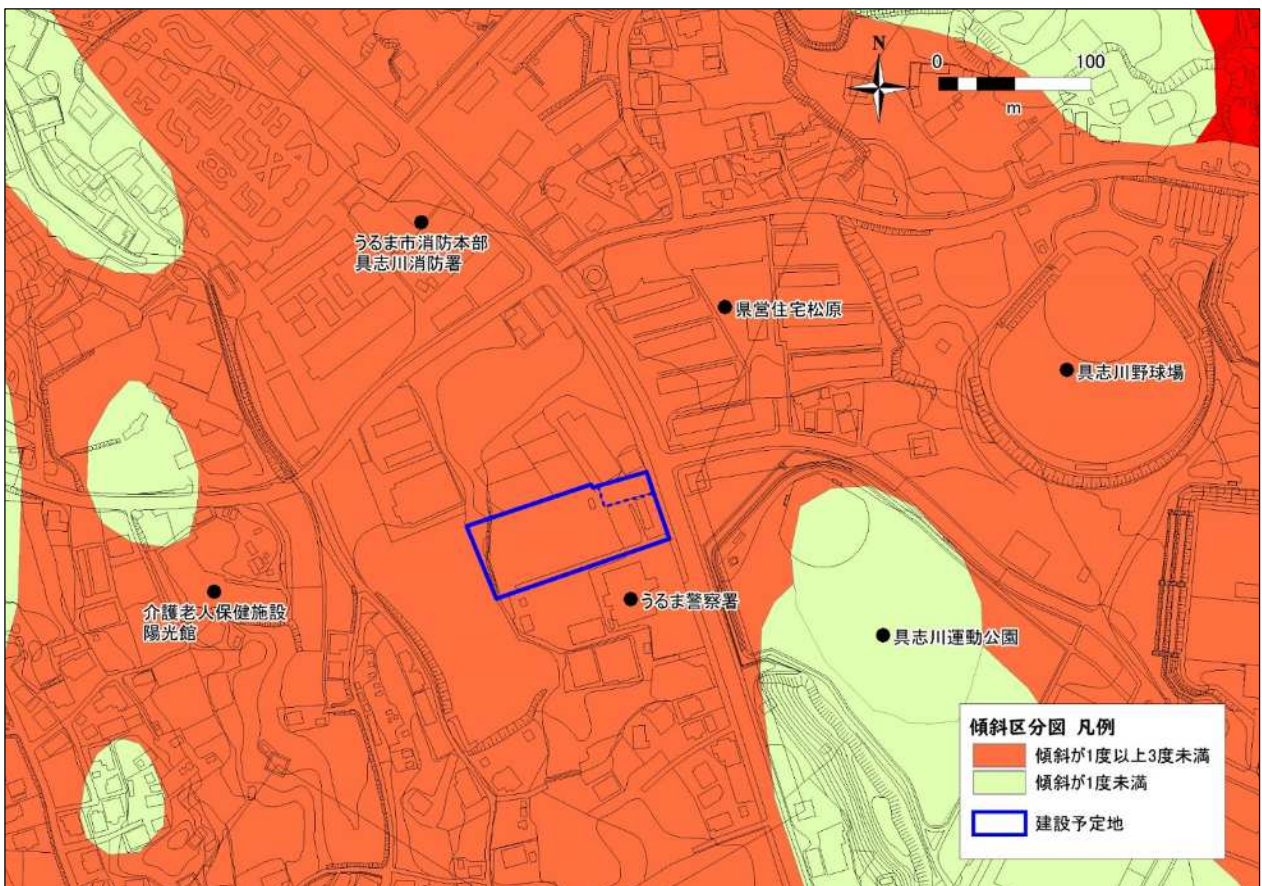 N
0 100
m
うるま市消防本部
具志川消防署
県営住宅松原
具志川野球場
介護老人保健施設
陽光館
うるま警察署
具志川運動公園
傾斜区分図 凡例
傾斜が1度以上3度未満
傾斜が1度未満
建設予定地